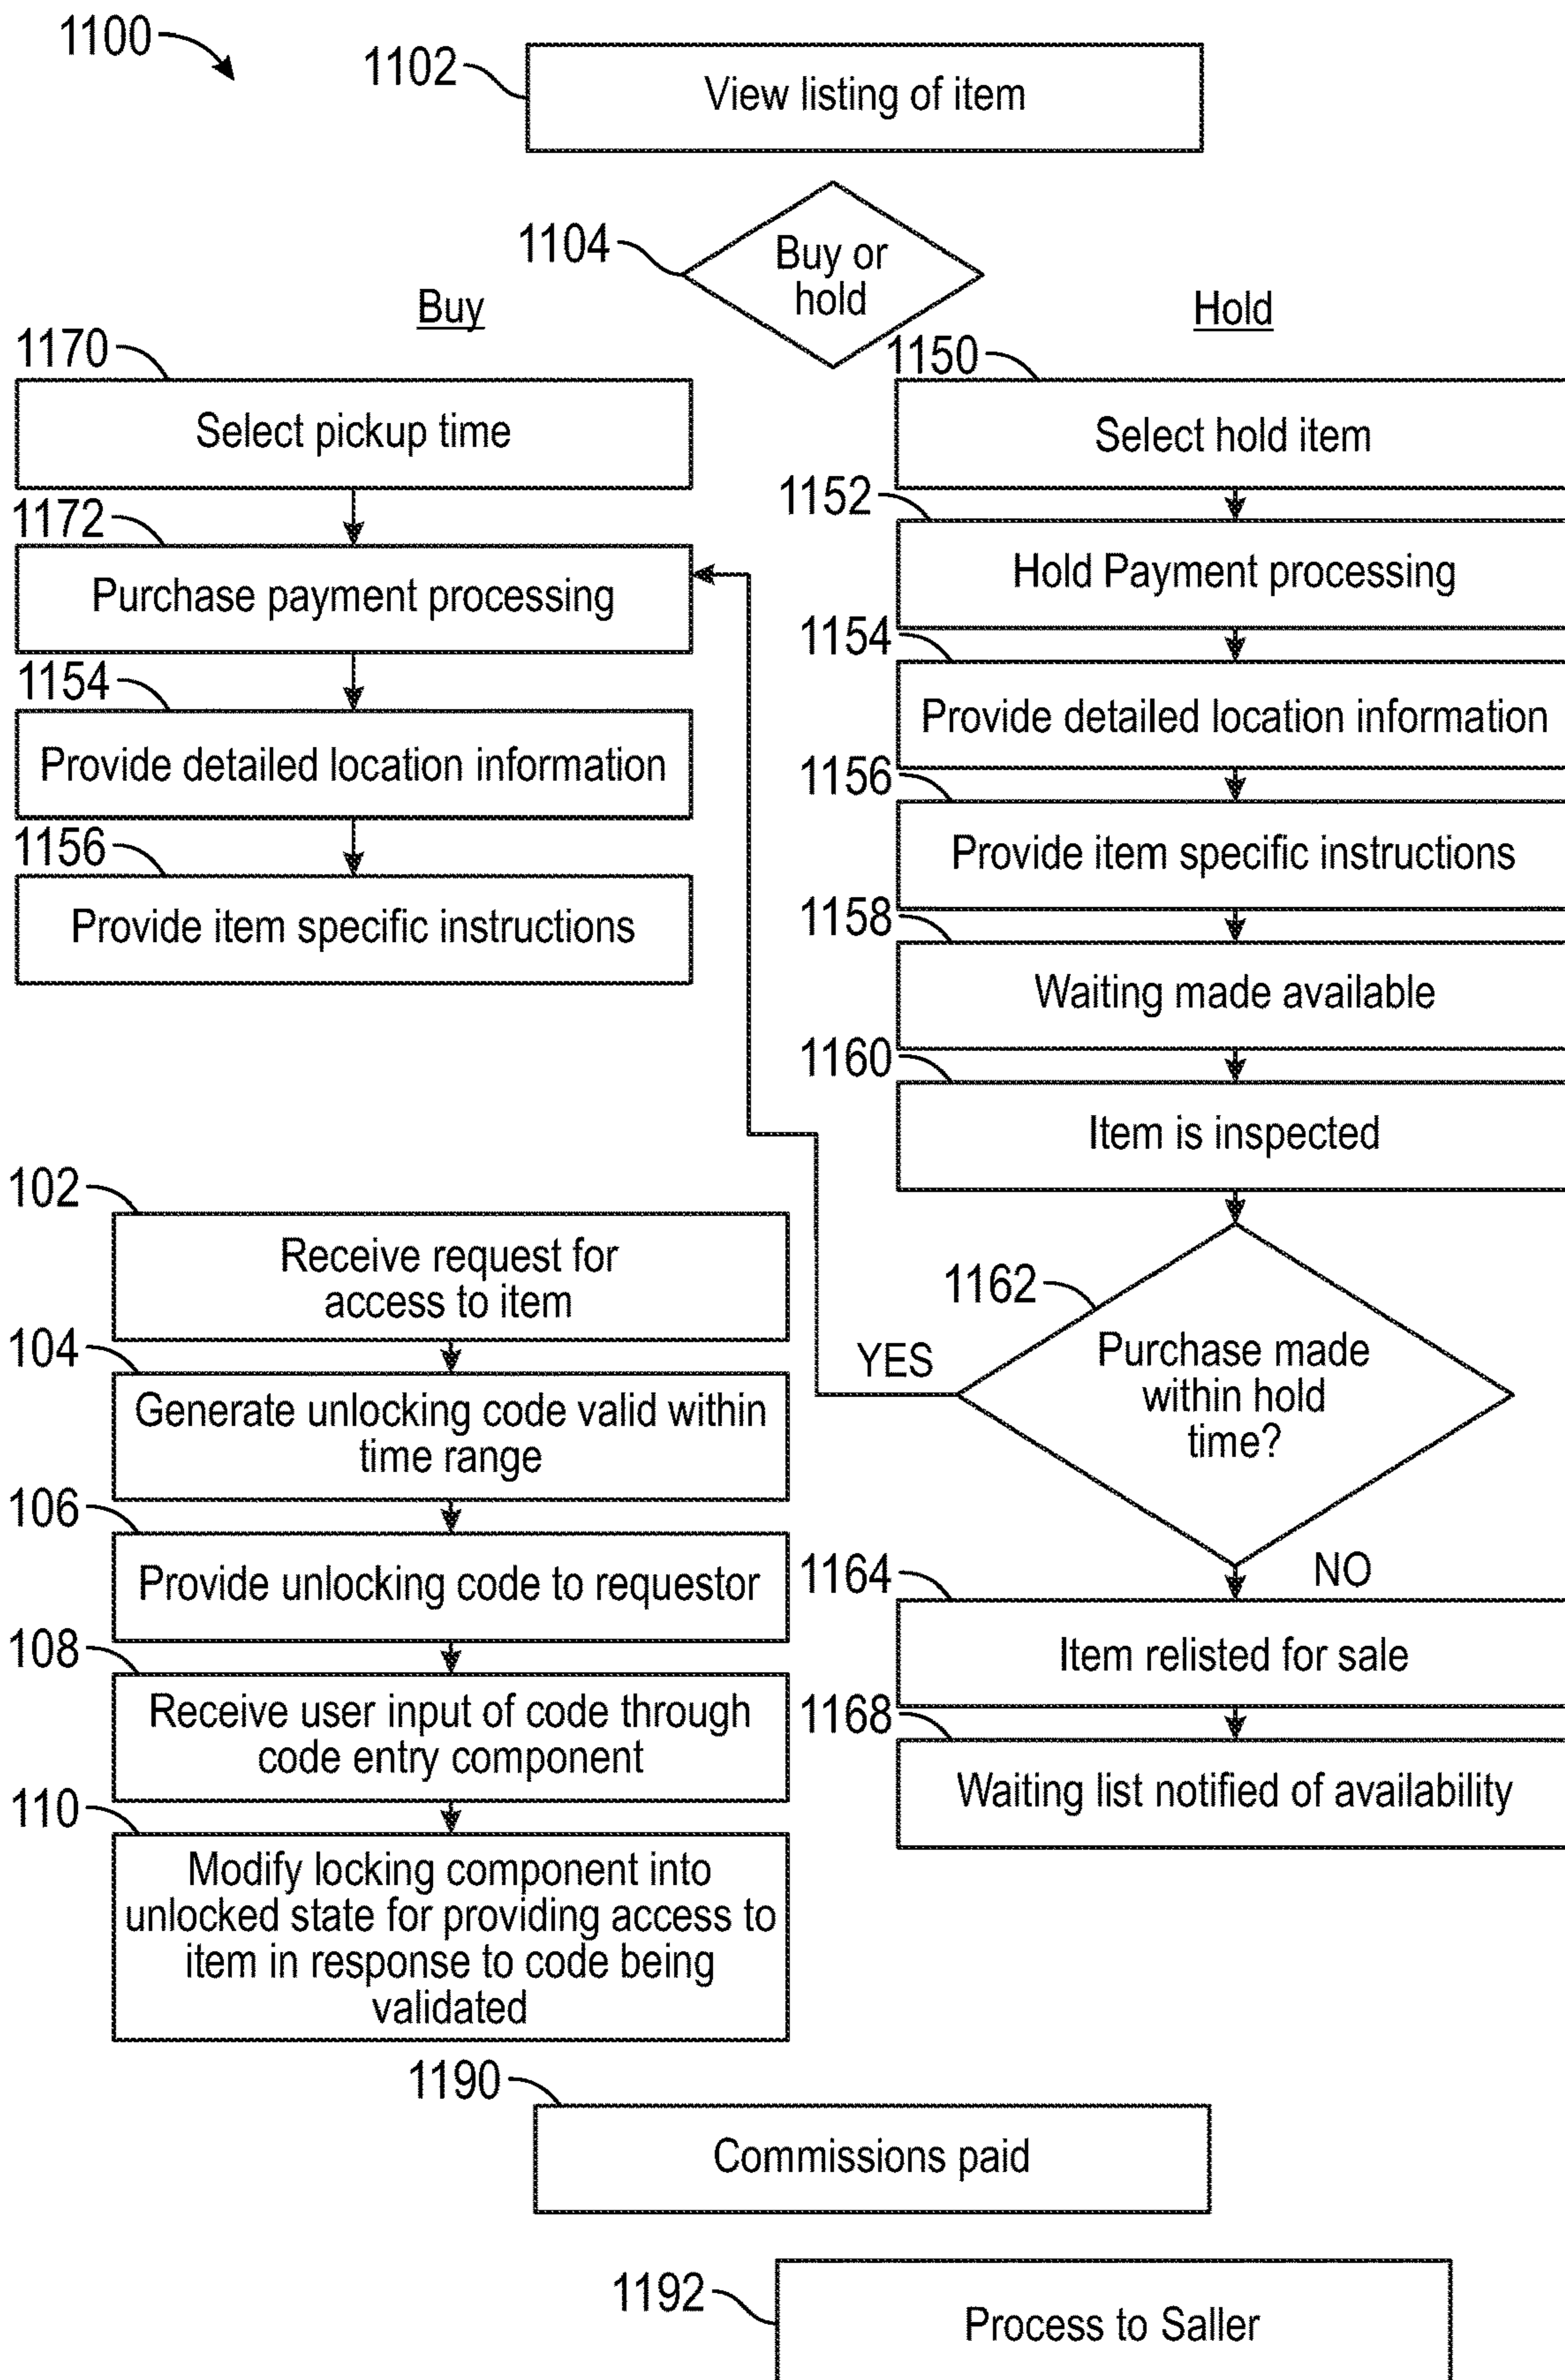 1100
1102
View listing of item
1104
Buy or
hold
Buy
Hold
1170
Select pickup time
1172
Purchase payment processing
1154
Provide detailed location information
1156
Provide item specific instructions
1150
Select hold item
1152
Hold Payment processing
1154
Provide detailed location information
1156
Provide item specific instructions
1158
Waiting made available
1160
Item is inspected
1162
Purchase made
within hold
time?
YES
NO
1164
Item relisted for sale
1168
Waiting list notified of availability
102
Receive request for
access to item
104
Generate unlocking code valid within
time range
106
Provide unlocking code to requestor
108
Receive user input of code through
code entry component
110
Modify locking component into
unlocked state for providing access to
item in response to code being
validated
1190
Commissions paid
1192
Process to Saller